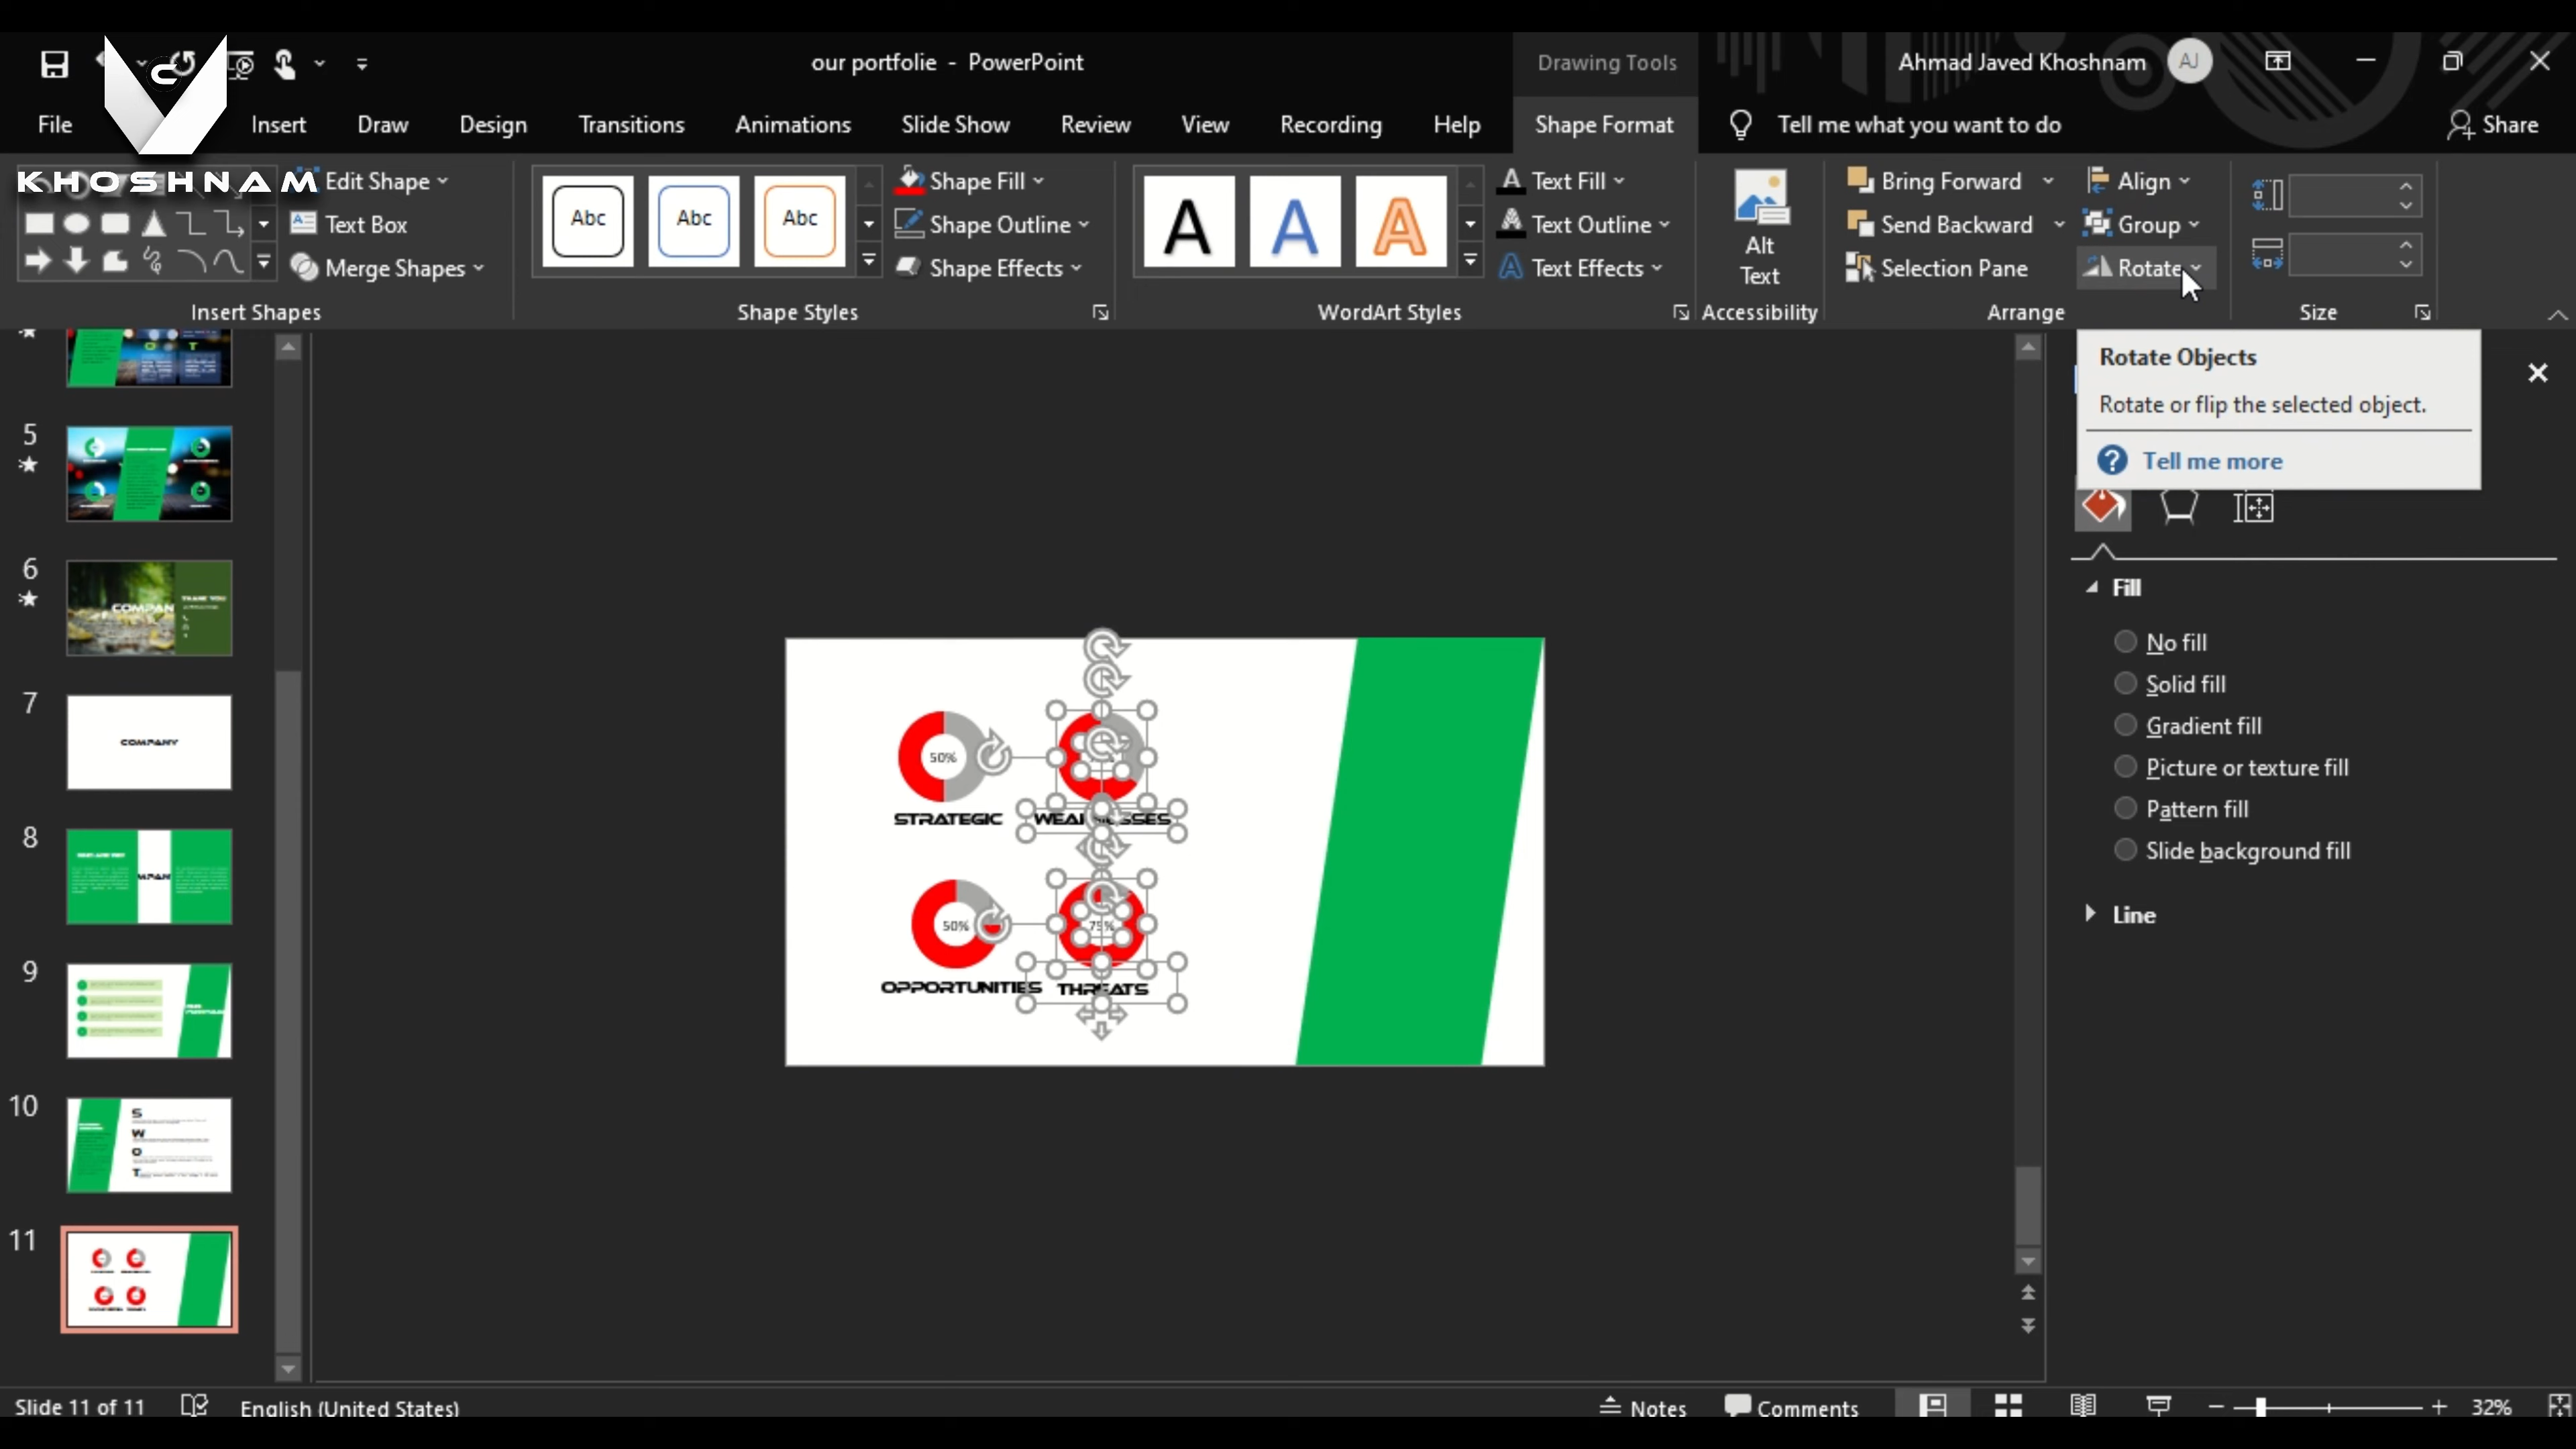 our portfolie - PowerPoint
Drawing Tools
Ahmad Javed Khoshnam
AJ
File
Insert
Draw
Design
Transitions
Animations
Slide Show
Review
View
Recording
Help
Shape Format
Tell me what you want to do
Share
KHOSHNAM
Edit Shape
Text Box
Merge Shapes
Insert Shapes
Abc
Abc
Abc
Shape Fill
Shape Outline
Shape Effects
Shape Styles
A
A
A
Text Fill
Text Outline
Text Effects
WordArt Styles
Alt
Text
Accessibility
Bring Forward
Send Backward
Selection Pane
Align
Group
Rotate
Arrange
Size
Rotate Objects
Rotate or flip the selected object.
Tell me more
Fill
No fill
Solid fill
Gradient fill
Picture or texture fill
Pattern fill
Slide background fill
Line
5
6
COMPAN
THANK YOU
7
COMPANY
8
9
10
S
W
O
T
11
50%
STRATEGIC
50%
OPPORTUNITIES
THREATS
Slide 11 of 11
English (United States)
Notes
Comments
32%